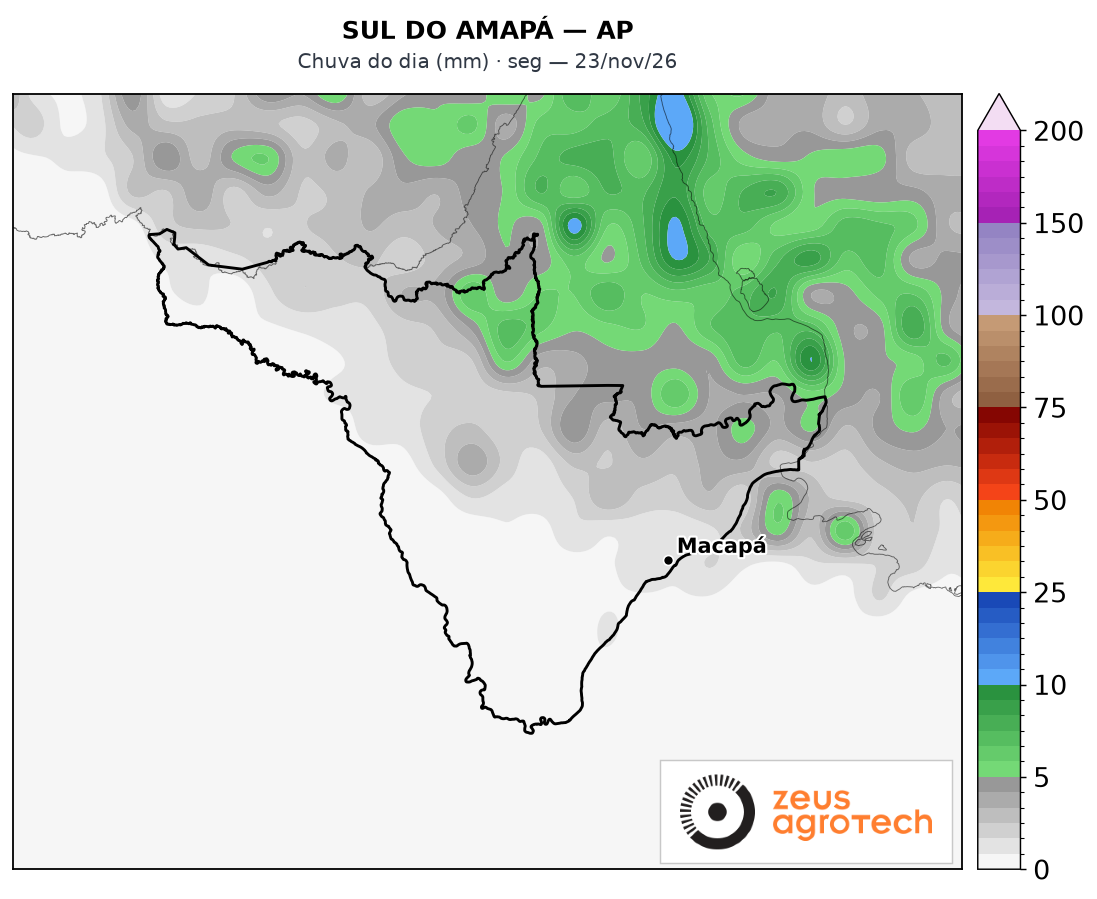 SUL DO AMAPÁ — AP
Chuva do dia (mm) · seg — 23/nov/26
200
150
100
75
50
25
10
5
0
Macapá
zeus
agrotech